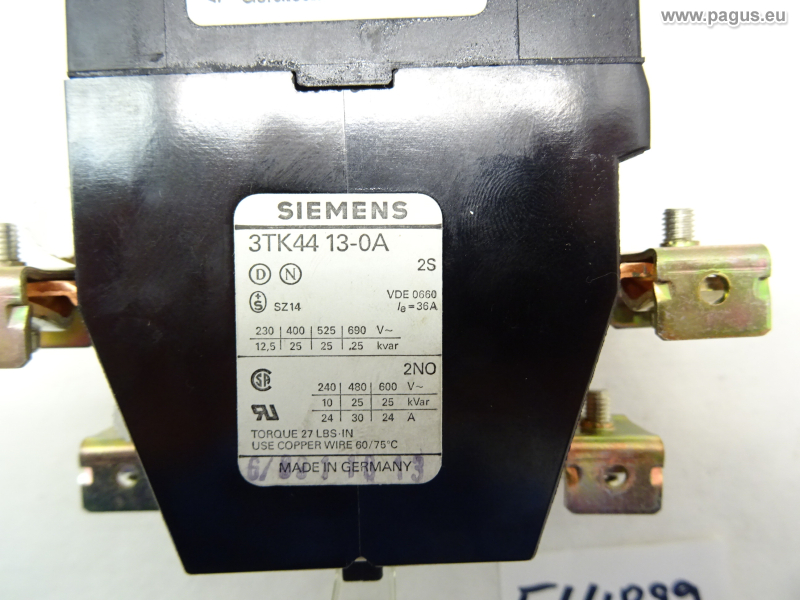 www.pagus.eu
SIEMENS
3TK44 13-0A
D N 2S
VDE 0660
S SZ14 Ie=36A
230 400 525 690 V~
12,5 25 25 .25 kvar
2NO
240 480 600 V~
10 25 25 kVar
24 30 24 A
TORQUE 27 LBS-IN
USE COPPER WIRE 60/75°C
MADE IN GERMANY